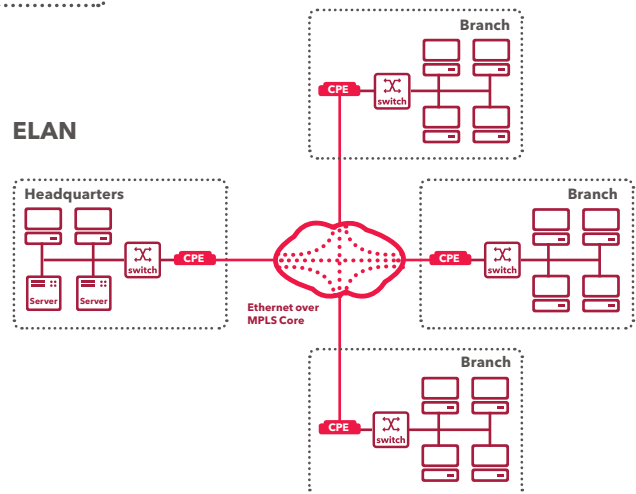 Branch
CPE
switch
ELAN
Headquarters
Server
Server
switch
CPE
Ethernet over
MPLS Core
CPE
switch
Branch
Branch
CPE
switch